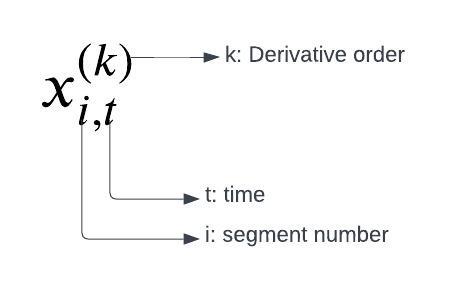 x_{i,t}^{(k)}
k: Derivative order
t: time
i: segment number